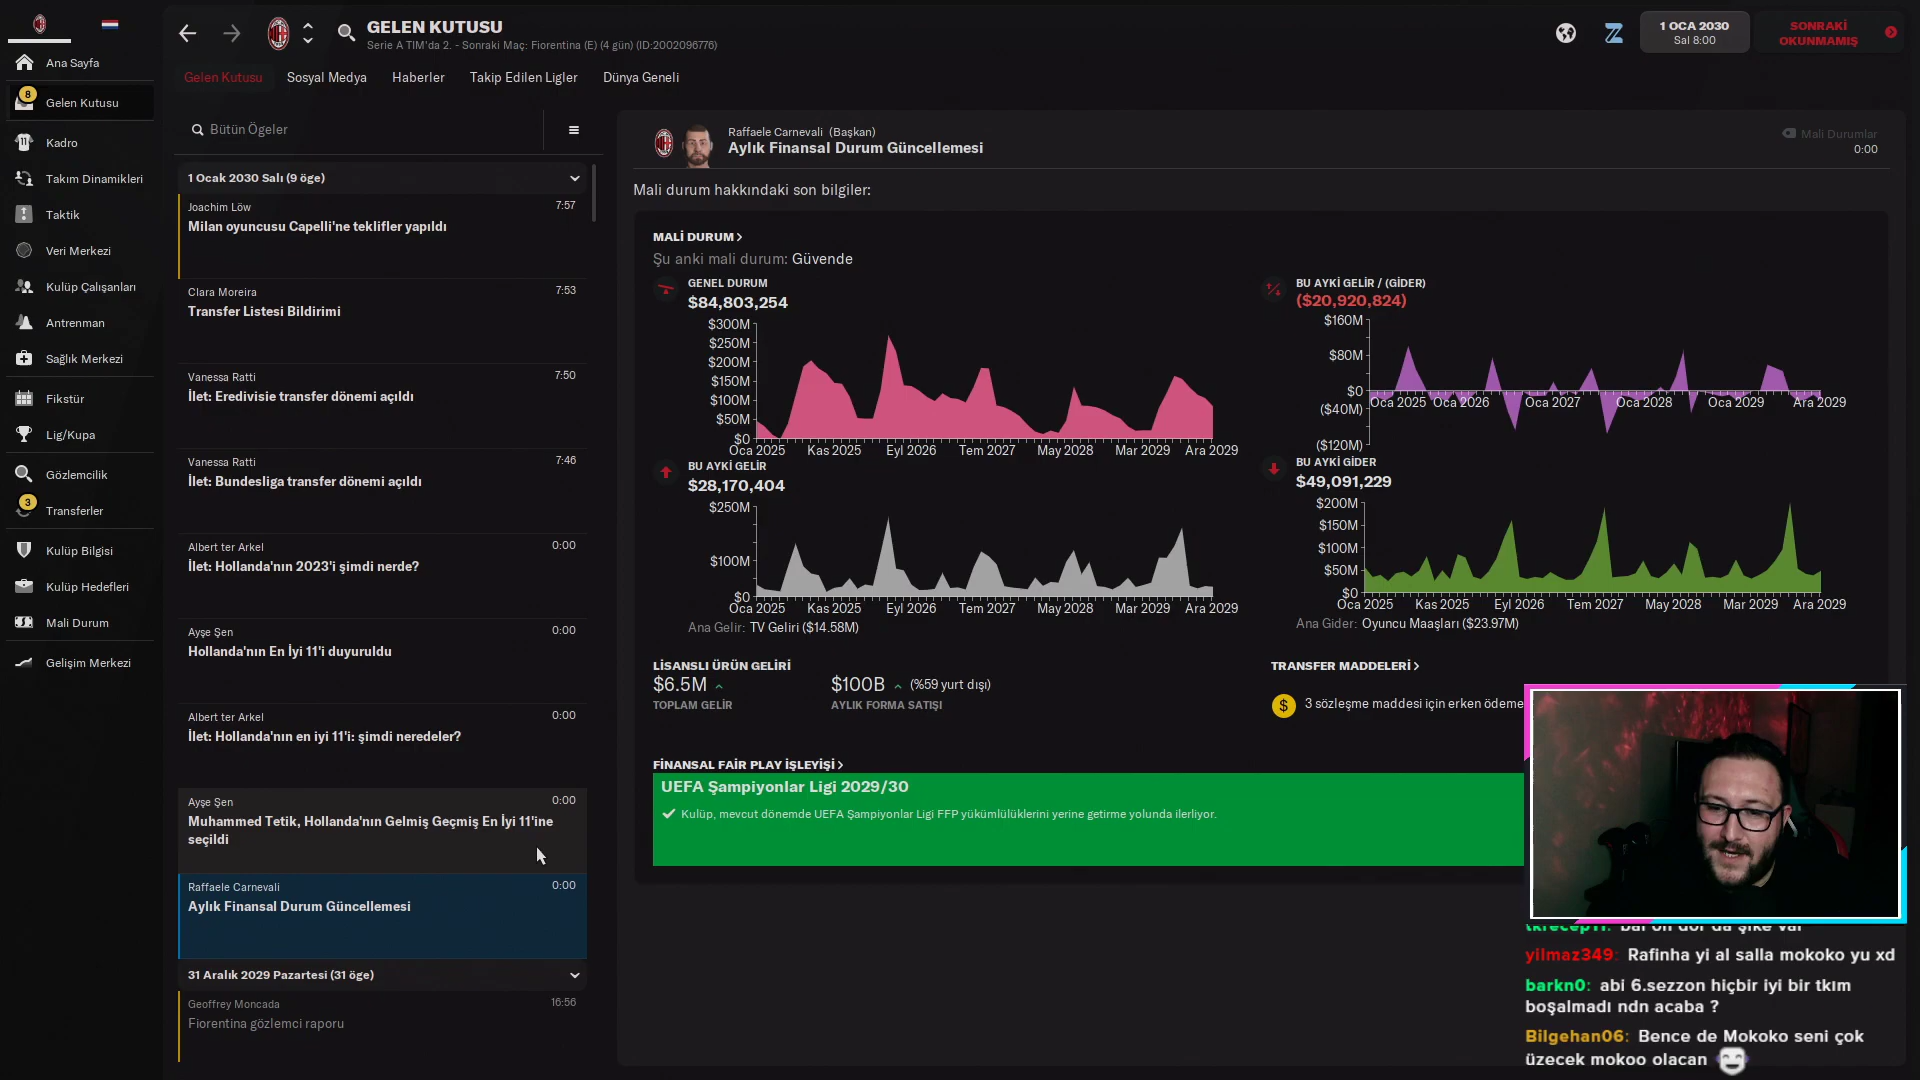 GELEN KUTUSU
Serie A TIM'da 2. - Sonraki Maç: Fiorentina (E) (4 gün) (ID:2002096776)
1 OCA 2030
Sal 8:00
SONRAKİ
OKUNMAMIŞ
Ana Sayfa
8
Gelen Kutusu
11
Kadro
Takım Dinamikleri
Taktik
Veri Merkezi
Kulüp Çalışanları
Antrenman
Sağlık Merkezi
Fikstür
Lig/Kupa
Gözlemcilik
3
Transferler
Kulüp Bilgisi
Kulüp Hedefleri
Mali Durum
Gelişim Merkezi
Gelen Kutusu
Sosyal Medya
Haberler
Takip Edilen Ligler
Dünya Geneli
Bütün Ögeler
1 Ocak 2030 Salı (9 öge)
Joachim Löw 7:57
Milan oyuncusu Capelli'ne teklifler yapıldı
Clara Moreira 7:53
Transfer Listesi Bildirimi
Vanessa Ratti 7:50
İlet: Eredivisie transfer dönemi açıldı
Vanessa Ratti 7:46
İlet: Bundesliga transfer dönemi açıldı
Albert ter Arkel 0:00
İlet: Hollanda'nın 2023'i şimdi nerde?
Ayşe Şen 0:00
Hollanda'nın En İyi 11'i duyuruldu
Albert ter Arkel 0:00
İlet: Hollanda'nın en iyi 11'i: şimdi neredeler?
Ayşe Şen 0:00
Muhammed Tetik, Hollanda'nın Gelmiş Geçmiş En İyi 11'ine
seçildi
Raffaele Carnevali 0:00
Aylık Finansal Durum Güncellemesi
31 Aralık 2029 Pazartesi (31 öge)
Geoffrey Moncada 16:56
Fiorentina gözlemci raporu
Raffaele Carnevali (Başkan)
Aylık Finansal Durum Güncellemesi
Mali Durumlar
0:00
Mali durum hakkındaki son bilgiler:
MALİ DURUM >
Şu anki mali durum: Güvende
GENEL DURUM
$84,803,254
$300M
$250M
$200M
$150M
$100M
$50M
$0
Oca 2025 Kas 2025 Eyl 2026 Tem 2027 May 2028 Mar 2029 Ara 2029
BU AYKİ GELİR / (GİDER)
($20,920,824)
$160M
$80M
$0
($40M)
($120M)
Oca 2025 Oca 2026 Oca 2027 Oca 2028 Oca 2029 Ara 2029
BU AYKİ GELİR
$28,170,404
$250M
$100M
$0
Oca 2025 Kas 2025 Eyl 2026 Tem 2027 May 2028 Mar 2029 Ara 2029
Ana Gelir: TV Geliri ($14.58M)
BU AYKİ GİDER
$49,091,229
$200M
$150M
$100M
$50M
$0
Oca 2025 Kas 2025 Eyl 2026 Tem 2027 May 2028 Mar 2029 Ara 2029
Ana Gider: Oyuncu Maaşları ($23.97M)
LİSANSLI ÜRÜN GELİRİ
$6.5M
TOPLAM GELİR
$100B (%59 yurt dışı)
AYLIK FORMA SATIŞI
TRANSFER MADDELERİ >
$
3 sözleşme maddesi için erken ödeme
FİNANSAL FAIR PLAY İŞLEYİŞİ >
UEFA Şampiyonlar Ligi 2029/30
Kulüp, mevcut dönemde UEFA Şampiyonlar Ligi FFP yükümlülüklerini yerine getirme yolunda ilerliyor.
yilmaz349: Rafinha yi al salla mokoko yu xd
barkn0: abi 6.sezzon hiçbir iyi bir tkım
boşalmadı ndn acaba ?
Bilgehan06: Bence de Mokoko seni çok
üzecek mokoo olacan